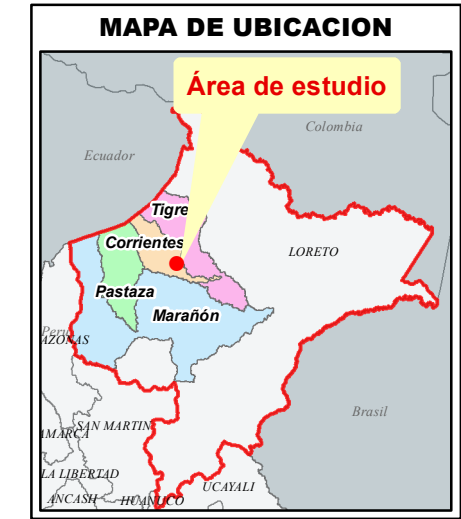 MAPA DE UBICACION
Área de estudio
Colombia
Ecuador
Tigre
Corrientes
LORETO
Pastaza
Marañón
Perú
AZONAS
Brasil
SAN MARTIN
AMARCA
LA LIBERTAD
UCAYALI
ANCASH
HUANUCO